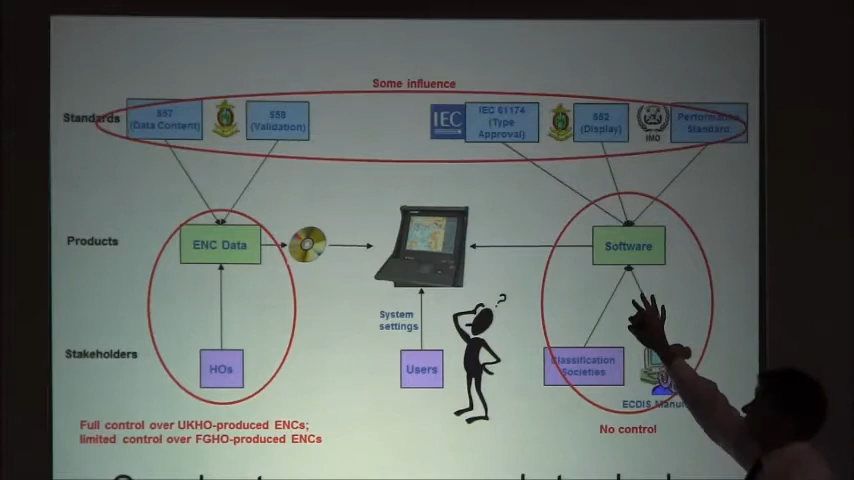 Some influence
Standards
S57
(Data Content)
S58
(Validation)
IEC
IEC 61174
(Type
Approval)
S52
(Display)
IMO
Performance
Standard
Products
ENC Data
Software
System
settings
?
Stakeholders
HOs
Users
Classification
Societies
ECDIS
Full control over UKHO-produced ENCs;
limited control over FGHO-produced ENCs
No control